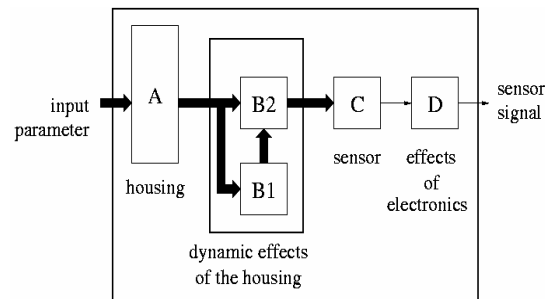 input
parameter
A
housing
B2
B1
dynamic effects
of the housing
C
sensor
D
effects
of
electronics
sensor
signal